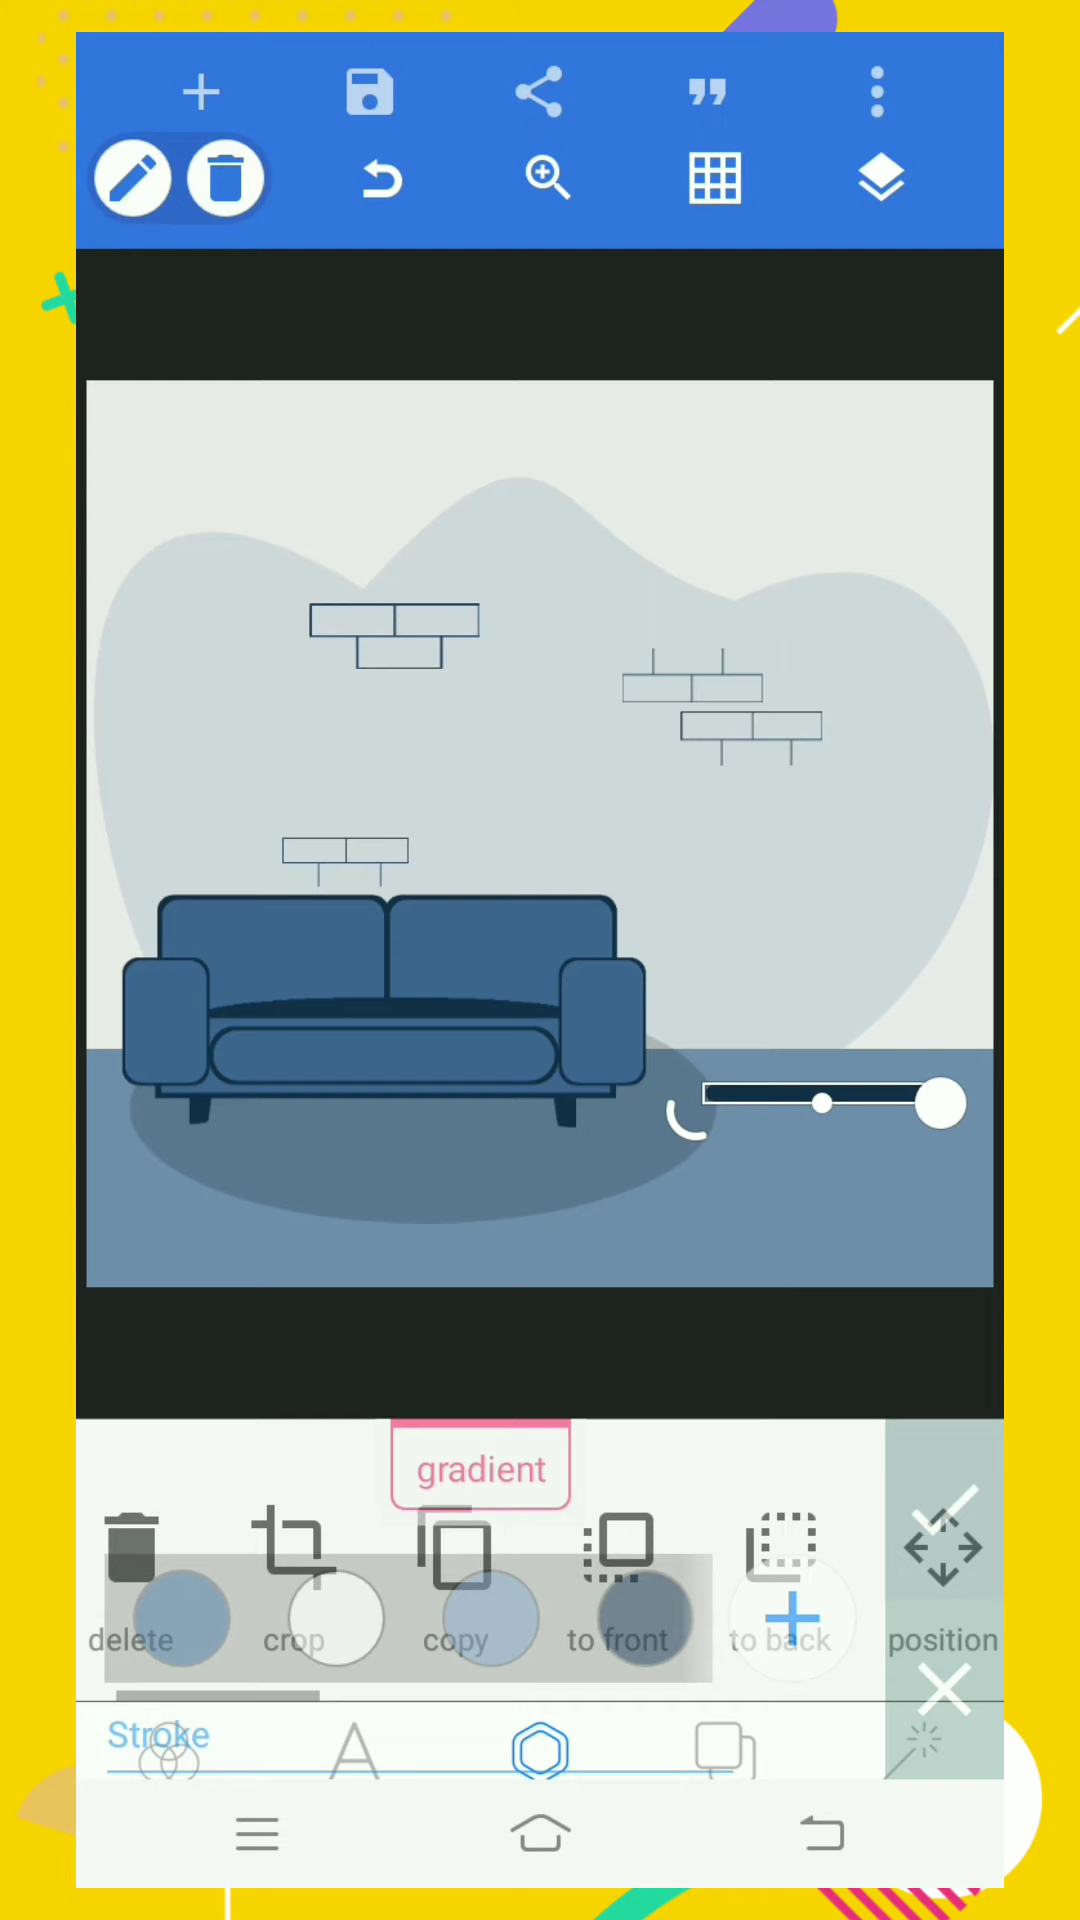 gradient
delete
crop
copy
to front
to back
position
Stroke